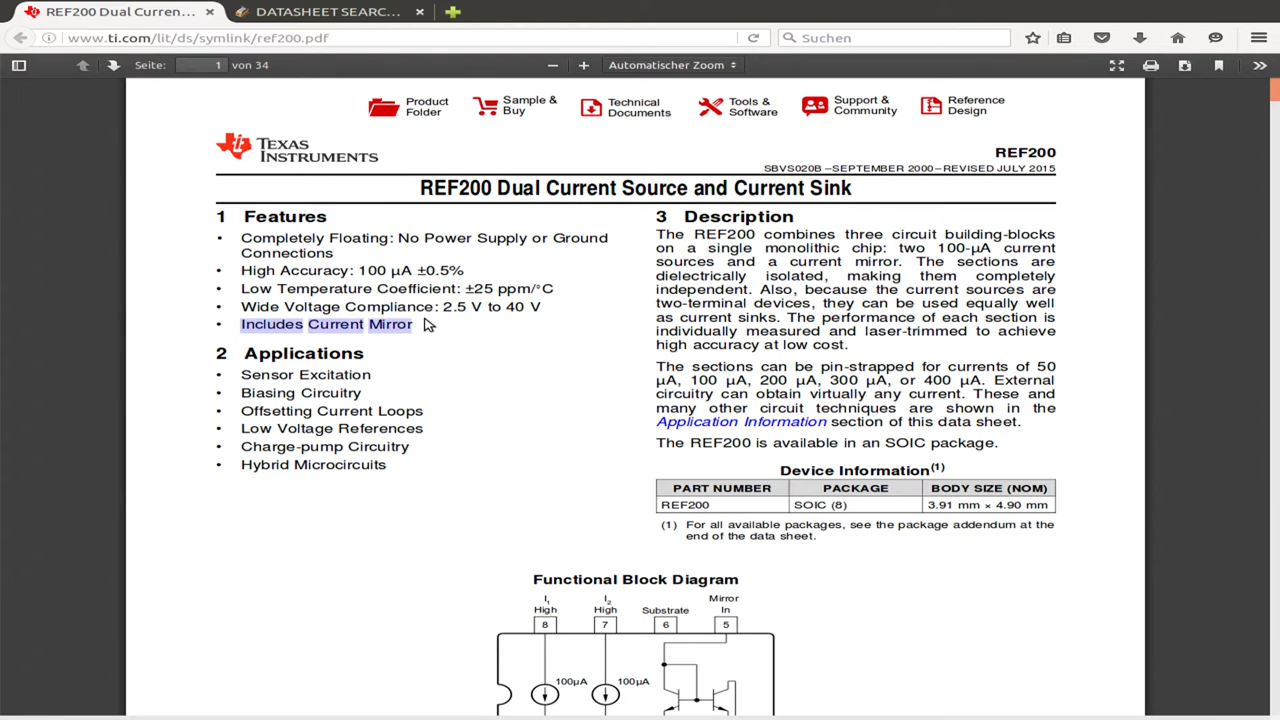 REF200 Dual Curren...
DATASHEET SEARC...
www.ti.com/lit/ds/symlink/ref200.pdf
Suchen
Seite: 1 von 34
Automatischer Zoom
Product
Folder
Sample &
Buy
Technical
Documents
Tools &
Software
Support &
Community
Reference
Design
TEXAS
INSTRUMENTS
REF200
SBVS020B –SEPTEMBER 2000–REVISED JULY 2015
REF200 Dual Current Source and Current Sink
1 Features
• Completely Floating: No Power Supply or Ground
Connections
• High Accuracy: 100 µA ±0.5%
• Low Temperature Coefficient: ±25 ppm/°C
• Wide Voltage Compliance: 2.5 V to 40 V
• Includes Current Mirror
2 Applications
• Sensor Excitation
• Biasing Circuitry
• Offsetting Current Loops
• Low Voltage References
• Charge-pump Circuitry
• Hybrid Microcircuits
3 Description
The REF200 combines three circuit building-blocks
on a single monolithic chip: two 100-µA current
sources and a current mirror. The sections are
dielectrically isolated, making them completely
independent. Also, because the current sources are
two-terminal devices, they can be used equally well
as current sinks. The performance of each section is
individually measured and laser-trimmed to achieve
high accuracy at low cost.
The sections can be pin-strapped for currents of 50
µA, 100 µA, 200 µA, 300 µA, or 400 µA. External
circuitry can obtain virtually any current. These and
many other circuit techniques are shown in the
Application Information section of this data sheet.
The REF200 is available in an SOIC package.
Device Information(1)
PART NUMBER PACKAGE BODY SIZE (NOM)
REF200 SOIC (8) 3.91 mm × 4.90 mm
(1) For all available packages, see the package addendum at the
end of the data sheet.
Functional Block Diagram
I1
High
I2
High
Substrate
Mirror
In
8 7 6 5
100µA 100µA